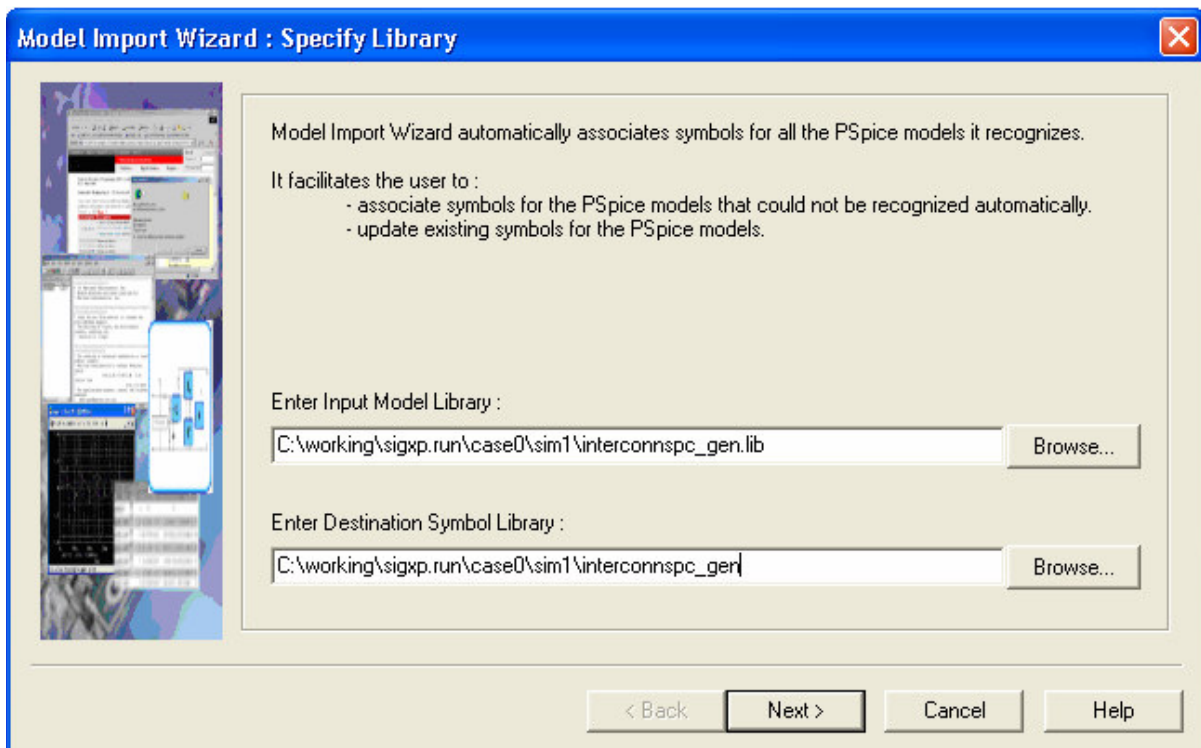 Model Import Wizard : Specify Library
Model Import Wizard automatically associates symbols for all the PSpice models it recognizes.
It facilitates the user to :
- associate symbols for the PSpice models that could not be recognized automatically.
- update existing symbols for the PSpice models.
Enter Input Model Library :
C:\working\sigxp.run\case0\sim1\interconnspc_gen.lib
Browse...
Enter Destination Symbol Library :
C:\working\sigxp.run\case0\sim1\interconnspc_gen
Browse...
< Back
Next >
Cancel
Help